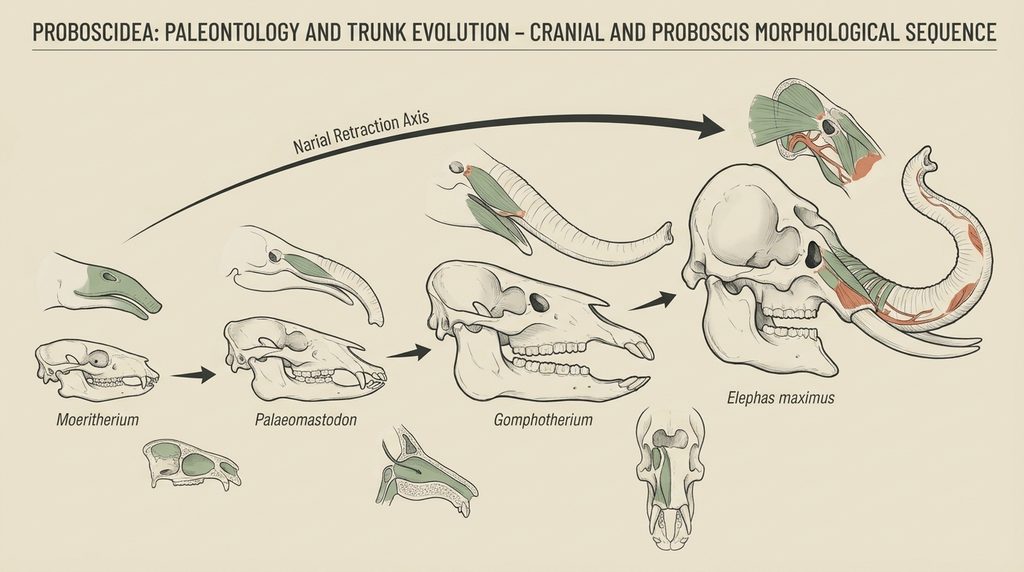 PROBOSCIDEA: PALEONTOLOGY AND TRUNK EVOLUTION – CRANIAL AND PROBOSCIS MORPHOLOGICAL SEQUENCE
Narial Retraction Axis
Moeritherium
Palaeomastodon
Gomphotherium
Elephas maximus